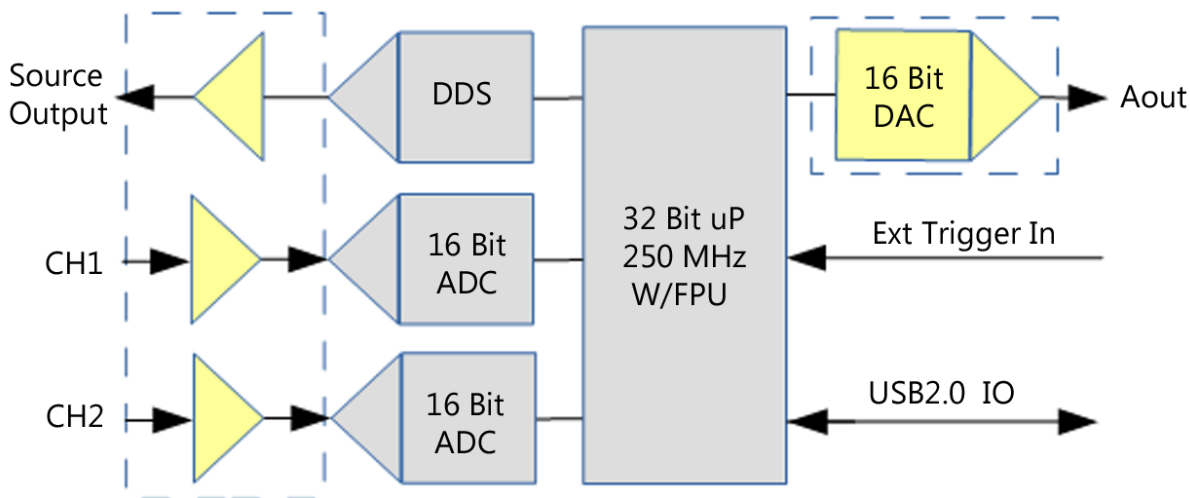 Source
Output
DDS
16 Bit
DAC
Aout
CH1
16 Bit
ADC
32 Bit uP
250 MHz
W/FPU
Ext Trigger In
CH2
16 Bit
ADC
USB2.0 IO